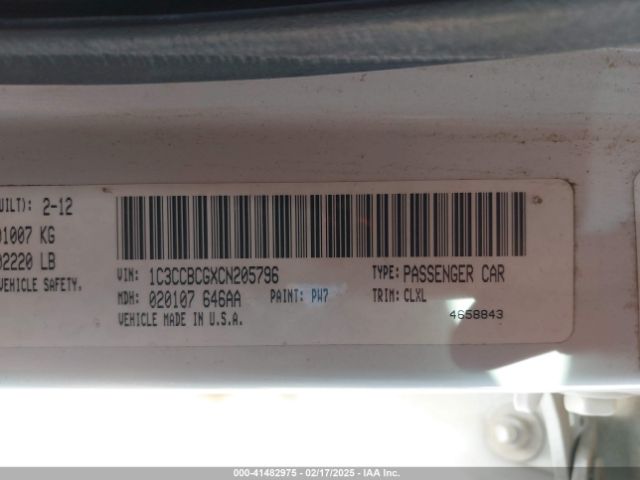 UILT): 2-12
01007 KG
02220 LB
VEHICLE SAFETY.
VIN: 1C3CCBCGXCN205796
TYPE: PASSENGER CAR
MDH: 020107 646AA
PAINT: PW7
TRIM: CLXL
VEHICLE MADE IN U.S.A.
4658843
000-41482975 - 02/17/2025 - IAA Inc.